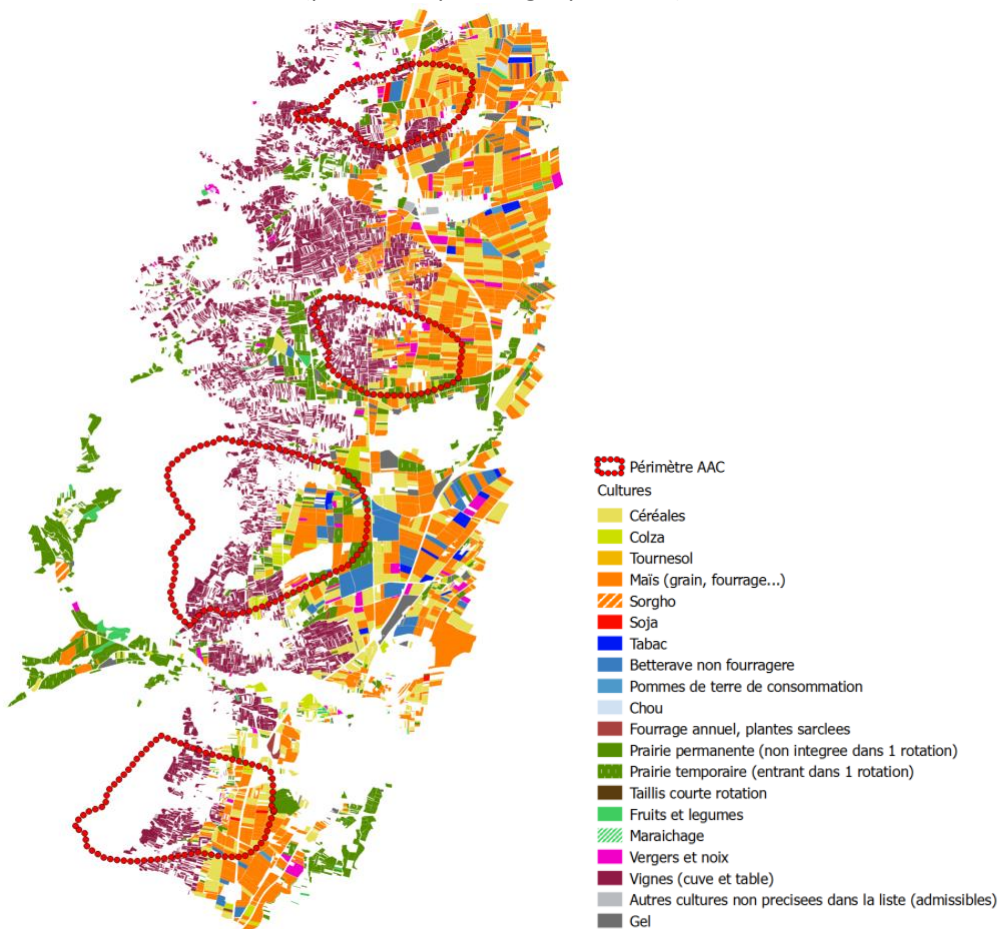 Périmètre AAC
Cultures
Céréales
Colza
Tournesol
Maïs (grain, fourrage...)
Sorgho
Soja
Tabac
Betterave non fourragere
Pommes de terre de consommation
Chou
Fourrage annuel, plantes sarclees
Prairie permanente (non integree dans 1 rotation)
Prairie temporaire (entrant dans 1 rotation)
Taillis courte rotation
Fruits et legumes
Maraichage
Vergers et noix
Vignes (cuve et table)
Autres cultures non precisees dans la liste (admissibles)
Gel